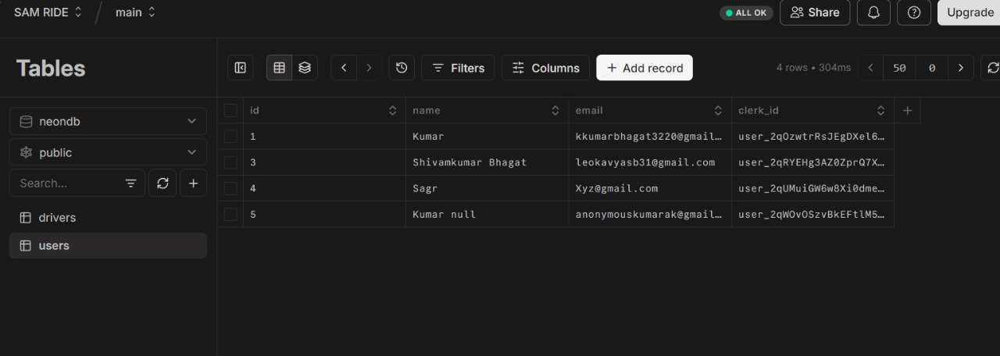 SAM RIDE / main ALL OK Share Upgrade
Tables Filters Columns + Add record 4 rows • 304ms 50 0
neondb
public
Search...
drivers
users
id name email clerk_id
1 Kumar kkumarbhagat3220@gmail… user_2qOzwtrRsJEgDXel6…
3 Shivamkumar Bhagat leokavyasb31@gmail.com user_2qRYEHg3AZ0ZprQ7X…
4 Sagr Xyz@gmail.com user_2qUMuiGW6w8Xi0dme…
5 Kumar null anonymouskumarak@gmail… user_2qWOvOSzvBkEFtlM5…